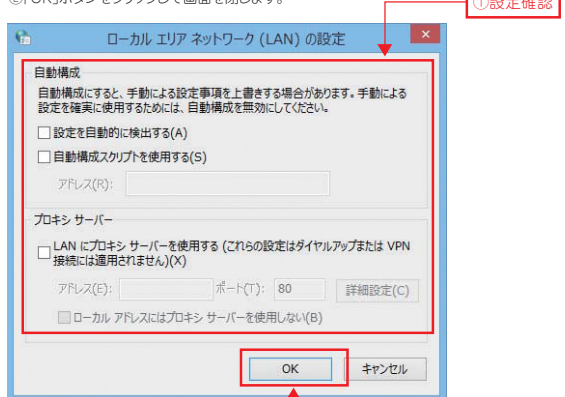 ②「OK」ボタンをクリックして画面を閉じます。
①設定確認
ローカル エリア ネットワーク (LAN) の設定
自動構成
自動構成にすると、手動による設定事項を上書きする場合があります。手動による
設定を確実に使用するためには、自動構成を無効にしてください。
設定を自動的に検出する(A)
自動構成スクリプトを使用する(S)
アドレス(R):
プロキシ サーバー
LAN にプロキシ サーバーを使用する (これらの設定はダイヤルアップまたは VPN
接続には適用されません)(X)
アドレス(E): ポート(T): 80 詳細設定(C)
ローカル アドレスにはプロキシ サーバーを使用しない(B)
OK キャンセル